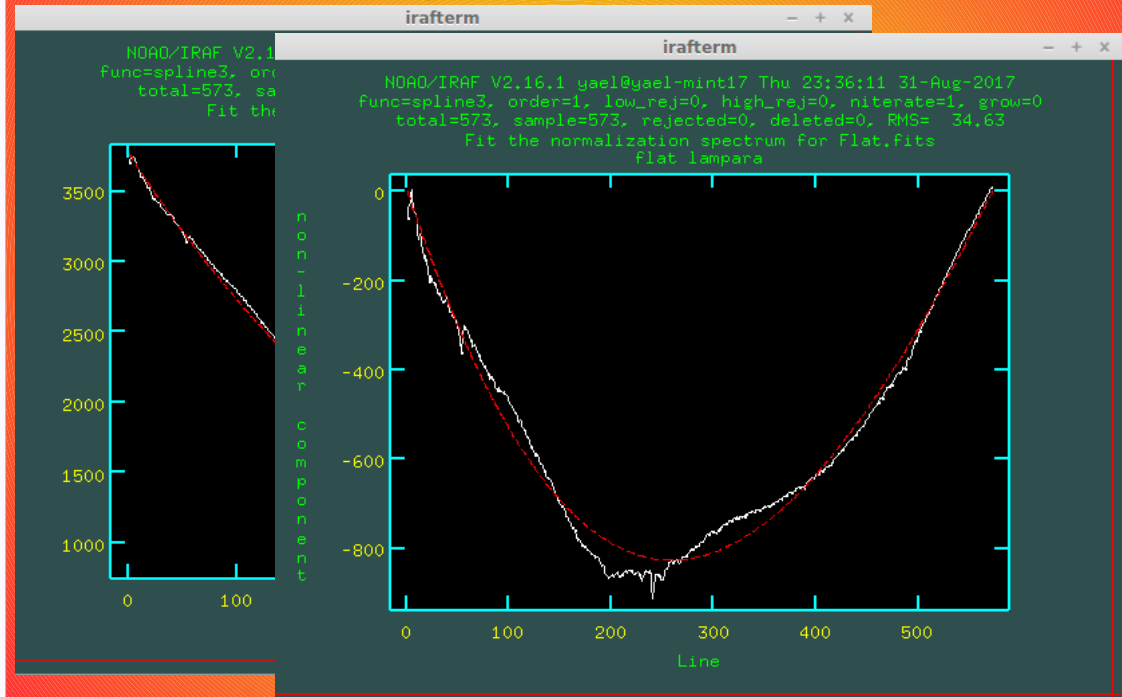 irafterm
NOAO/IRAF V2.1
func=spline3, ord
total=573, sa
Fit the
3500
3000
2500
2000
1500
1000
0 100
irafterm
NOAO/IRAF V2.16.1 yael@yael-mint17 Thu 23:36:11 31-Aug-2017
func=spline3, order=1, low_rej=0, high_rej=0, niterate=1, grow=0
total=573, sample=573, rejected=0, deleted=0, RMS= 34.63
Fit the normalization spectrum for Flat.fits
flat lampara
non-linear component
0
-200
-400
-600
-800
0 100 200 300 400 500
Line